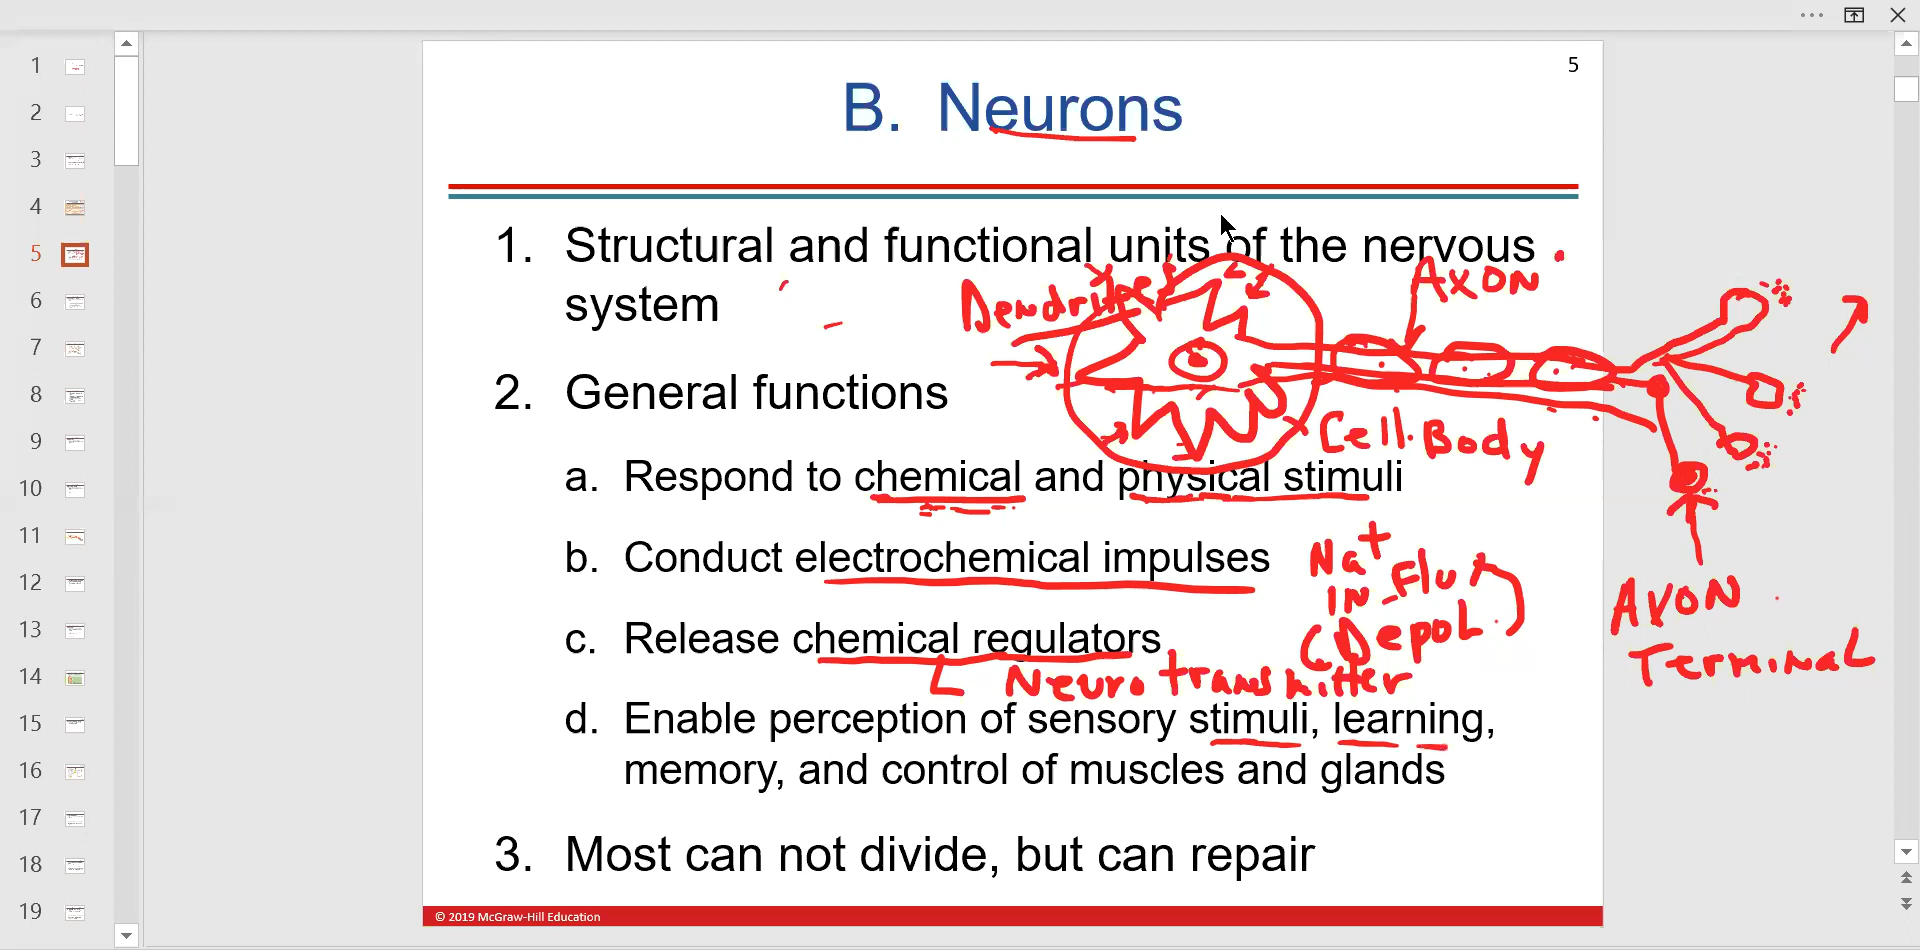 5
B. Neurons
1. Structural and functional units of the nervous
system
AXON
Dendrites
2. General functions
Cell Body
a. Respond to chemical and physical stimuli
b. Conduct electrochemical impulses
Na+
IN-Flux
(Depol.)
AXON
Terminal
c. Release chemical regulators
Neurotransmitter
d. Enable perception of sensory stimuli, learning,
memory, and control of muscles and glands
3. Most can not divide, but can repair
© 2019 McGraw-Hill Education
1
2
3
4
5
6
7
8
9
10
11
12
13
14
15
16
17
18
19